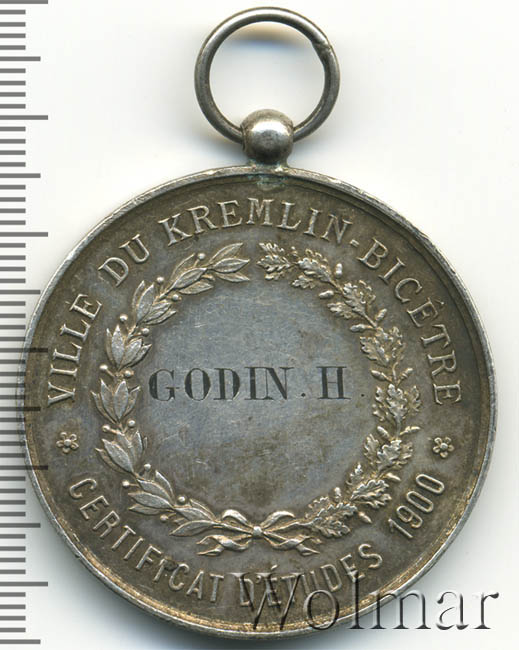 VILLE DU KREMLIN-BICÊTRE
GODIN. H.
CERTIFICAT D'ÉTUDES 1900
Wolmar